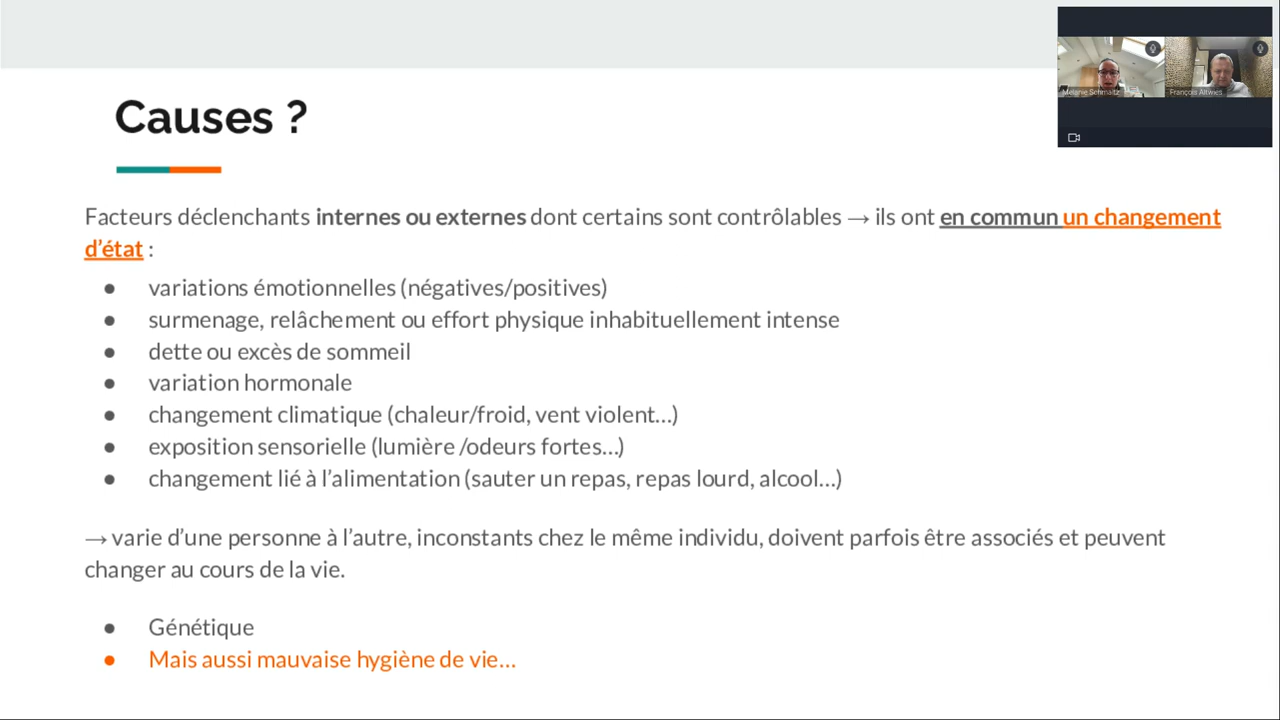 Causes ?
Mélanie Schmaltz
François Altwies
Facteurs déclenchants internes ou externes dont certains sont contrôlables → ils ont en commun un changement
d’état :
● variations émotionnelles (négatives/positives)
● surmenage, relâchement ou effort physique inhabituellement intense
● dette ou excès de sommeil
● variation hormonale
● changement climatique (chaleur/froid, vent violent…)
● exposition sensorielle (lumière /odeurs fortes…)
● changement lié à l’alimentation (sauter un repas, repas lourd, alcool…)
→ varie d’une personne à l’autre, inconstants chez le même individu, doivent parfois être associés et peuvent
changer au cours de la vie.
● Génétique
● Mais aussi mauvaise hygiène de vie…